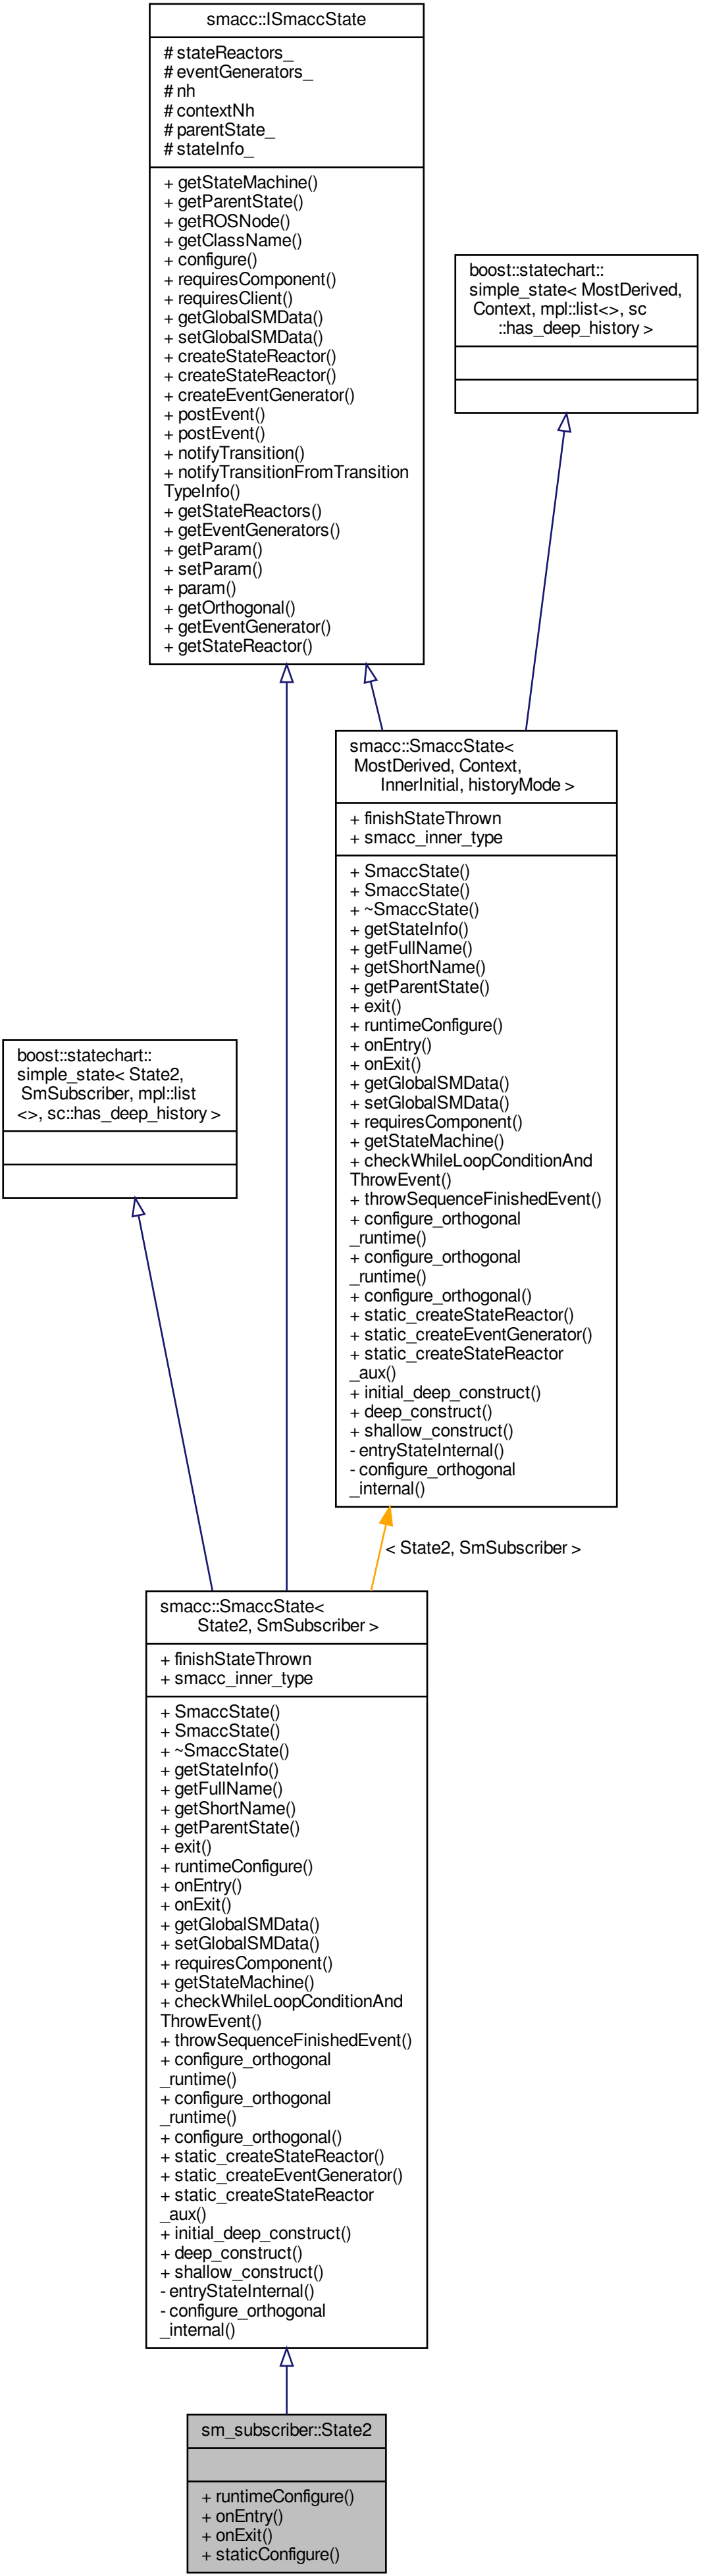 smacc::ISmaccState
# stateReactors_
# eventGenerators_
# nh
# contextNh
# parentState_
# stateInfo_
+ getStateMachine()
+ getParentState()
+ getROSNode()
+ getClassName()
+ configure()
+ requiresComponent()
+ requiresClient()
+ getGlobalSMData()
+ setGlobalSMData()
+ createStateReactor()
+ createStateReactor()
+ createEventGenerator()
+ postEvent()
+ postEvent()
+ notifyTransition()
+ notifyTransitionFromTransition
TypeInfo()
+ getStateReactors()
+ getEventGenerators()
+ getParam()
+ setParam()
+ param()
+ getOrthogonal()
+ getEventGenerator()
+ getStateReactor()
boost::statechart::
simple_state< MostDerived,
Context, mpl::list<>, sc
::has_deep_history >
smacc::SmaccState<
MostDerived, Context,
InnerInitial, historyMode >
+ finishStateThrown
+ smacc_inner_type
+ SmaccState()
+ SmaccState()
+ ~SmaccState()
+ getStateInfo()
+ getFullName()
+ getShortName()
+ getParentState()
+ exit()
+ runtimeConfigure()
+ onEntry()
+ onExit()
+ getGlobalSMData()
+ setGlobalSMData()
+ requiresComponent()
+ getStateMachine()
+ checkWhileLoopConditionAnd
ThrowEvent()
+ throwSequenceFinishedEvent()
+ configure_orthogonal
_runtime()
+ configure_orthogonal
_runtime()
+ configure_orthogonal()
+ static_createStateReactor()
+ static_createEventGenerator()
+ static_createStateReactor
_aux()
+ initial_deep_construct()
+ deep_construct()
+ shallow_construct()
- entryStateInternal()
- configure_orthogonal
_internal()
boost::statechart::
simple_state< State2,
SmSubscriber, mpl::list
<>, sc::has_deep_history >
< State2, SmSubscriber >
smacc::SmaccState<
State2, SmSubscriber >
+ finishStateThrown
+ smacc_inner_type
+ SmaccState()
+ SmaccState()
+ ~SmaccState()
+ getStateInfo()
+ getFullName()
+ getShortName()
+ getParentState()
+ exit()
+ runtimeConfigure()
+ onEntry()
+ onExit()
+ getGlobalSMData()
+ setGlobalSMData()
+ requiresComponent()
+ getStateMachine()
+ checkWhileLoopConditionAnd
ThrowEvent()
+ throwSequenceFinishedEvent()
+ configure_orthogonal
_runtime()
+ configure_orthogonal
_runtime()
+ configure_orthogonal()
+ static_createStateReactor()
+ static_createEventGenerator()
+ static_createStateReactor
_aux()
+ initial_deep_construct()
+ deep_construct()
+ shallow_construct()
- entryStateInternal()
- configure_orthogonal
_internal()
sm_subscriber::State2
+ runtimeConfigure()
+ onEntry()
+ onExit()
+ staticConfigure()